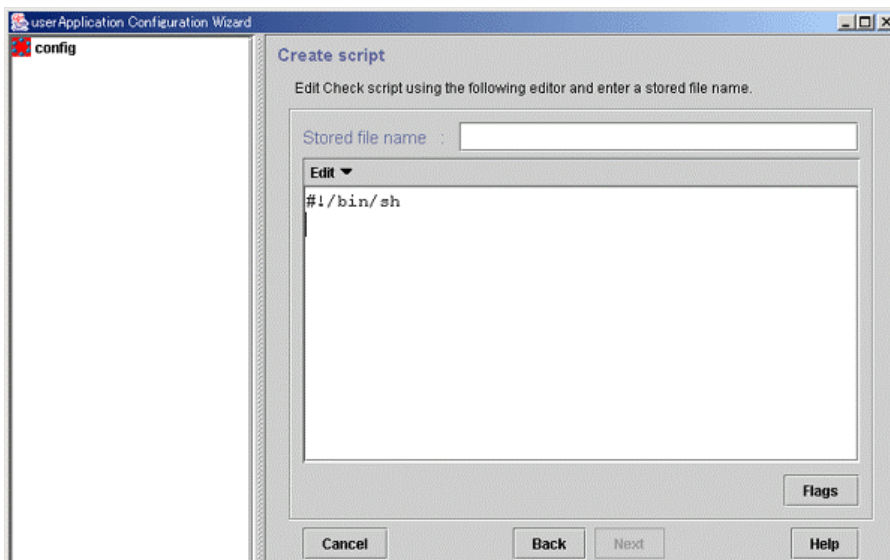 userApplication Configuration Wizard
config
Create script
Edit Check script using the following editor and enter a stored file name.
Stored file name :
Edit
#!/bin/sh
Flags
Cancel Back Next Help